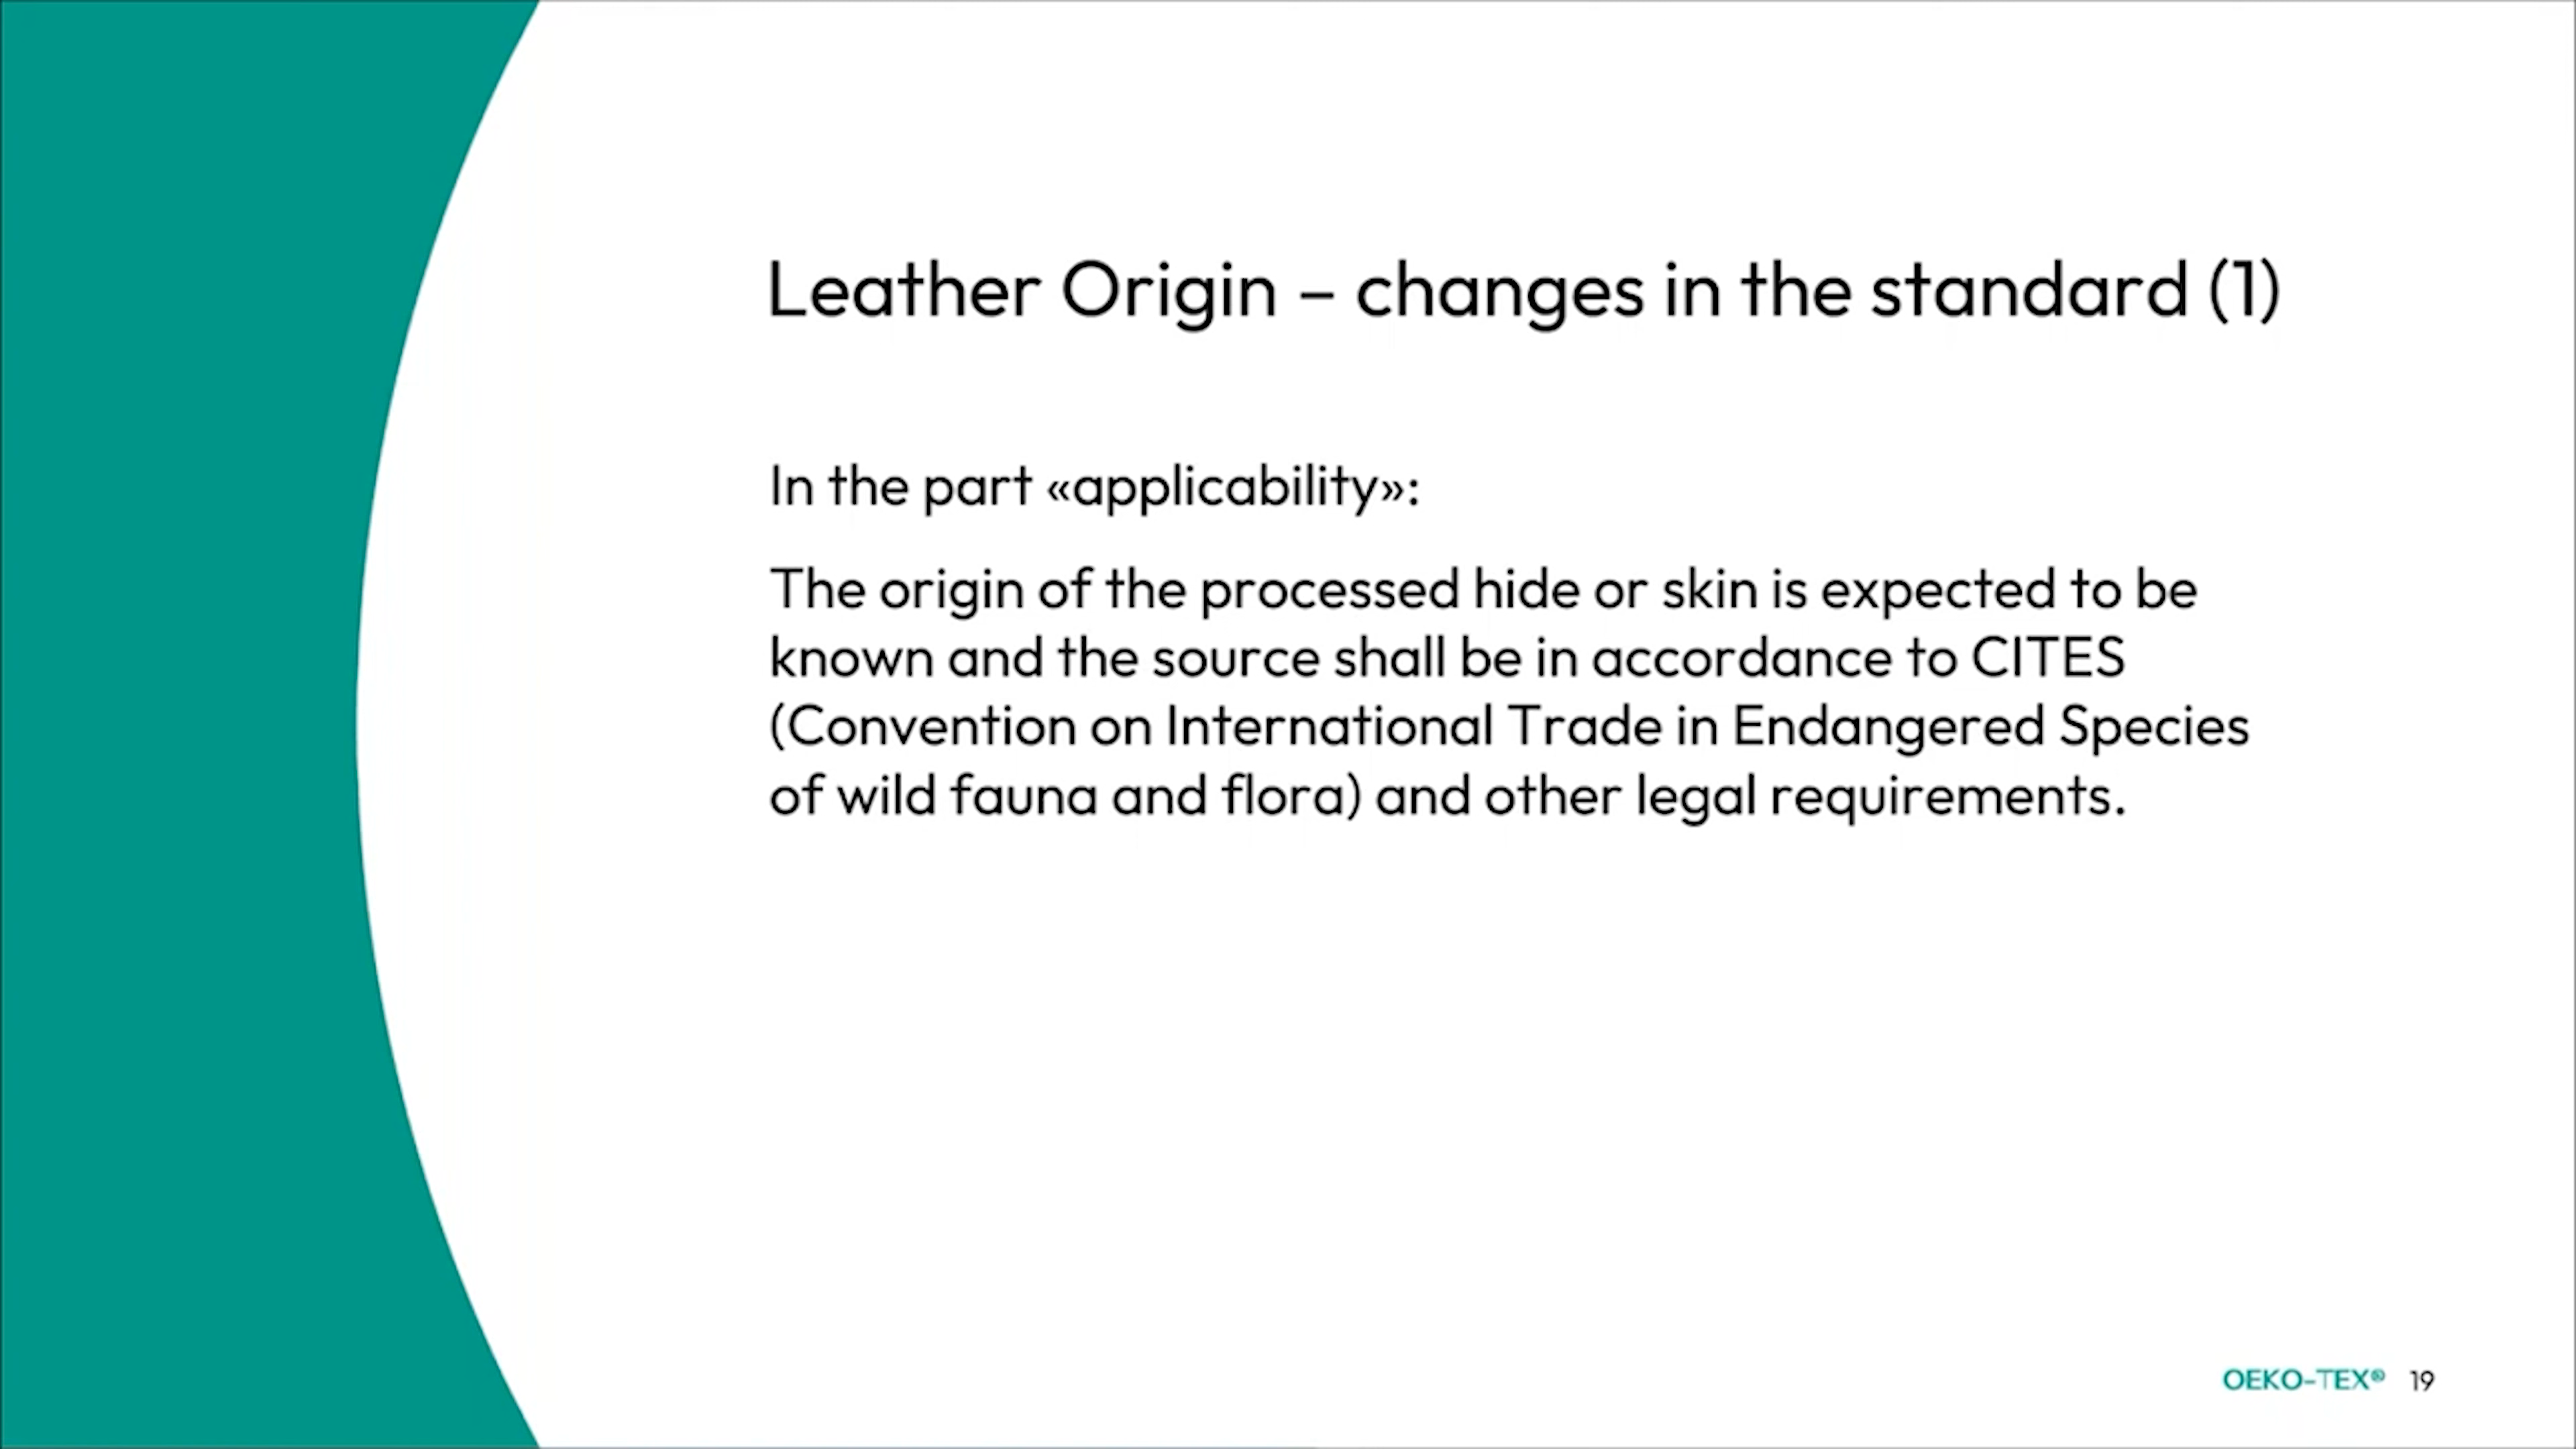 Leather Origin – changes in the standard (1)
In the part «applicability»:
The origin of the processed hide or skin is expected to be
known and the source shall be in accordance to CITES
(Convention on International Trade in Endangered Species
of wild fauna and flora) and other legal requirements.
OEKO-TEX® 19